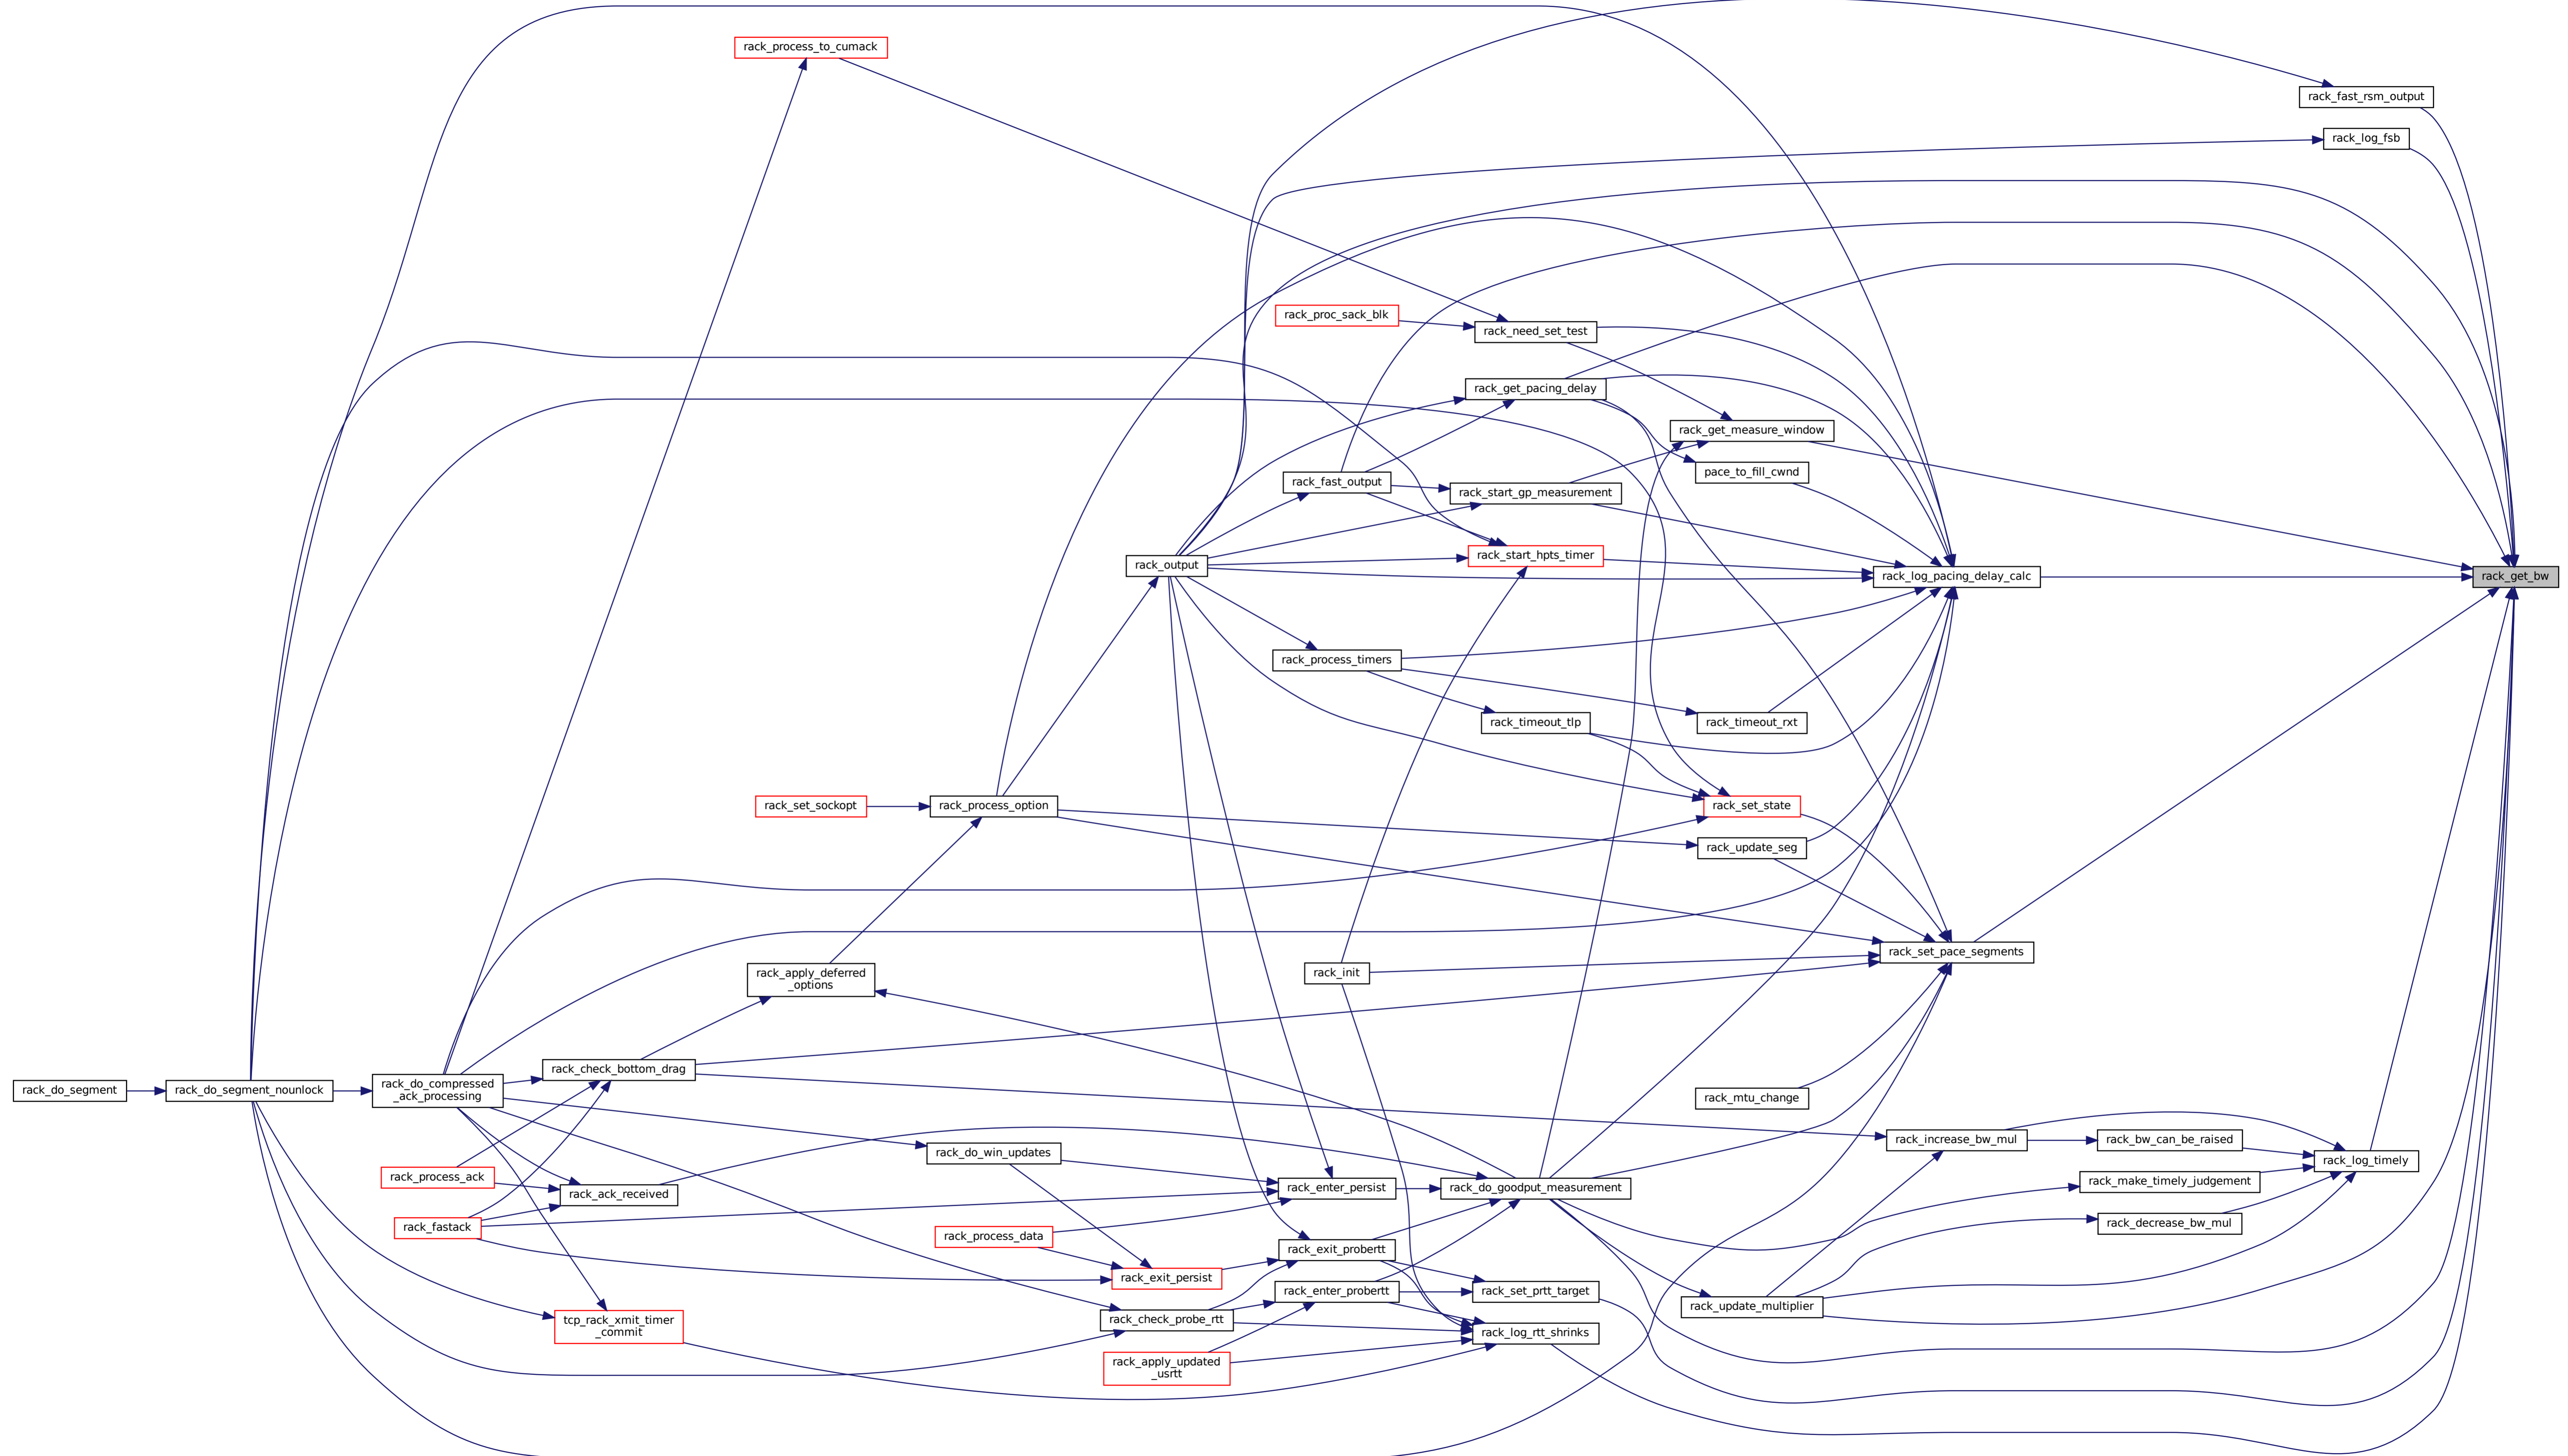 rack_process_to_cumack
rack_fast_rsm_output
rack_log_fsb
rack_proc_sack_blk
rack_need_set_test
rack_get_pacing_delay
rack_get_measure_window
pace_to_fill_cwnd
rack_fast_output
rack_start_gp_measurement
rack_start_hpts_timer
rack_output
rack_log_pacing_delay_calc
rack_get_bw
rack_process_timers
rack_timeout_tlp
rack_timeout_rxt
rack_set_sockopt
rack_process_option
rack_set_state
rack_update_seg
rack_set_pace_segments
rack_apply_deferred
_options
rack_init
rack_check_bottom_drag
rack_do_segment
rack_do_segment_nounlock
rack_do_compressed
_ack_processing
rack_mtu_change
rack_increase_bw_mul
rack_bw_can_be_raised
rack_log_timely
rack_do_win_updates
rack_process_ack
rack_ack_received
rack_enter_persist
rack_do_goodput_measurement
rack_make_timely_judgement
rack_fastack
rack_decrease_bw_mul
rack_process_data
rack_exit_probertt
rack_exit_persist
rack_enter_probertt
rack_set_prtt_target
rack_update_multiplier
tcp_rack_xmit_timer
_commit
rack_check_probe_rtt
rack_log_rtt_shrinks
rack_apply_updated
_usrtt